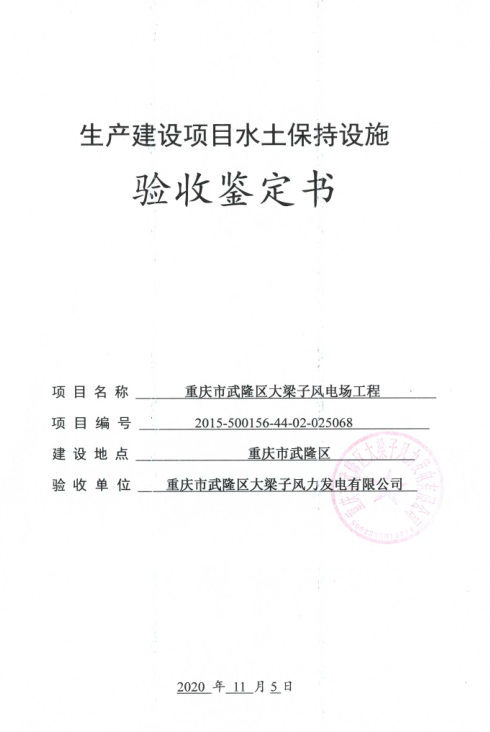 生产建设项目水土保持设施
验收鉴定书
项目名称 重庆市武隆区大梁子风电场工程
项目编号 2015-500156-44-02-025068
建设地点 重庆市武隆区
验收单位 重庆市武隆区大梁子风力发电有限公司
2020 年 11 月 5 日